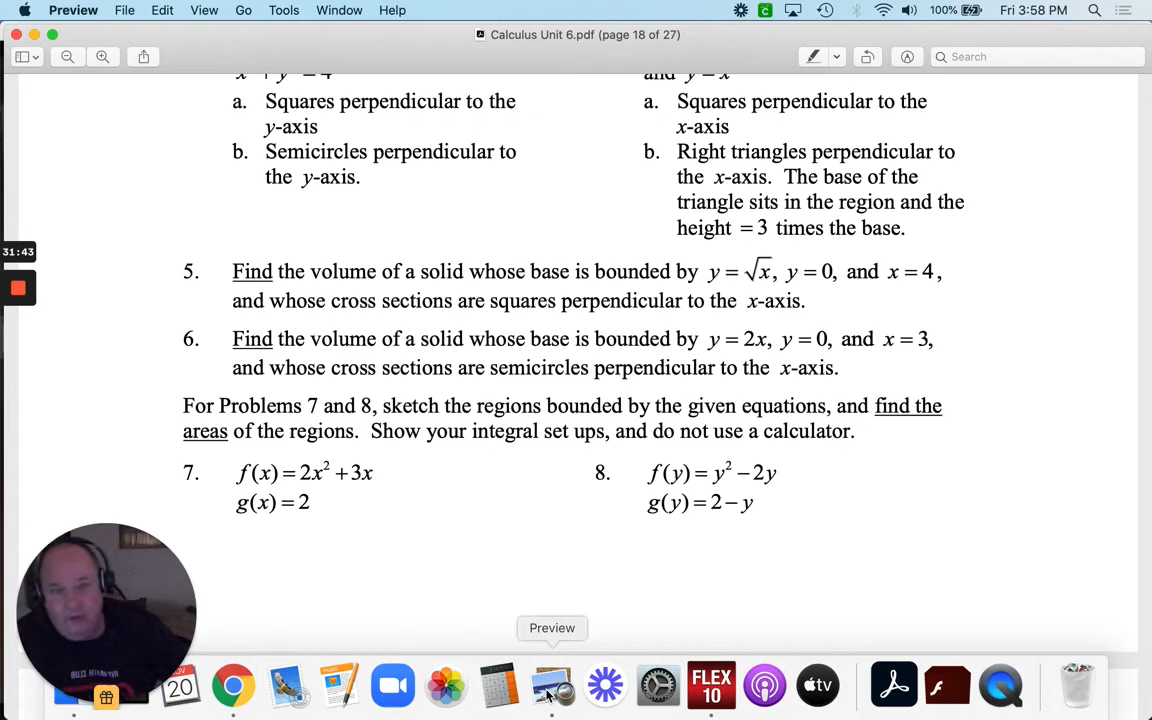 Preview File Edit View Go Tools Window Help 100% Fri 3:58 PM
Calculus Unit 6.pdf (page 18 of 27)
Search
and y = x
a. Squares perpendicular to the
y-axis
b. Semicircles perpendicular to
the y-axis.
a. Squares perpendicular to the
x-axis
b. Right triangles perpendicular to
the x-axis. The base of the
triangle sits in the region and the
height = 3 times the base.
31:43
5. Find the volume of a solid whose base is bounded by y = √x, y = 0, and x = 4,
and whose cross sections are squares perpendicular to the x-axis.
6. Find the volume of a solid whose base is bounded by y = 2x, y = 0, and x = 3,
and whose cross sections are semicircles perpendicular to the x-axis.
For Problems 7 and 8, sketch the regions bounded by the given equations, and find the
areas of the regions. Show your integral set ups, and do not use a calculator.
7. f(x) = 2x² + 3x
g(x) = 2
8. f(y) = y² − 2y
g(y) = 2 − y
Preview
NOV
20
FLEX
10
tv